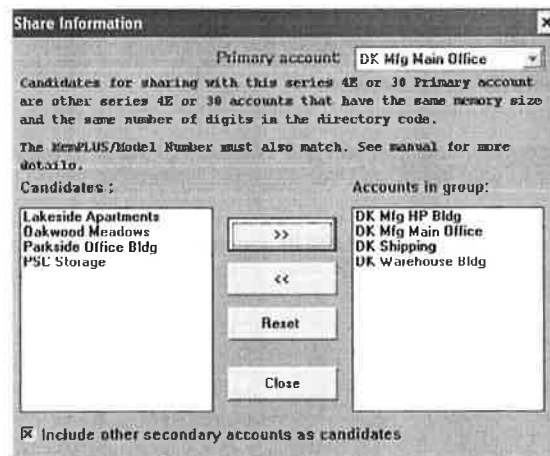 Share Information
Primary account: DK Mfg Main Office
Candidates for sharing with this series 4E or 30 Primary account
are other series 4E or 30 accounts that have the same memory size
and the same number of digits in the directory code.
The MemPLUS/Model Number must also match. See manual for more
details.
Candidates:
Lakeside Apartments
Oakwood Meadows
Parkside Office Bldg
PSC Storage
>>
<<
Reset
Close
Accounts in group:
DK Mfg HP Bldg
DK Mfg Main Office
DK Shipping
DK Warehouse Bldg
Include other secondary accounts as candidates